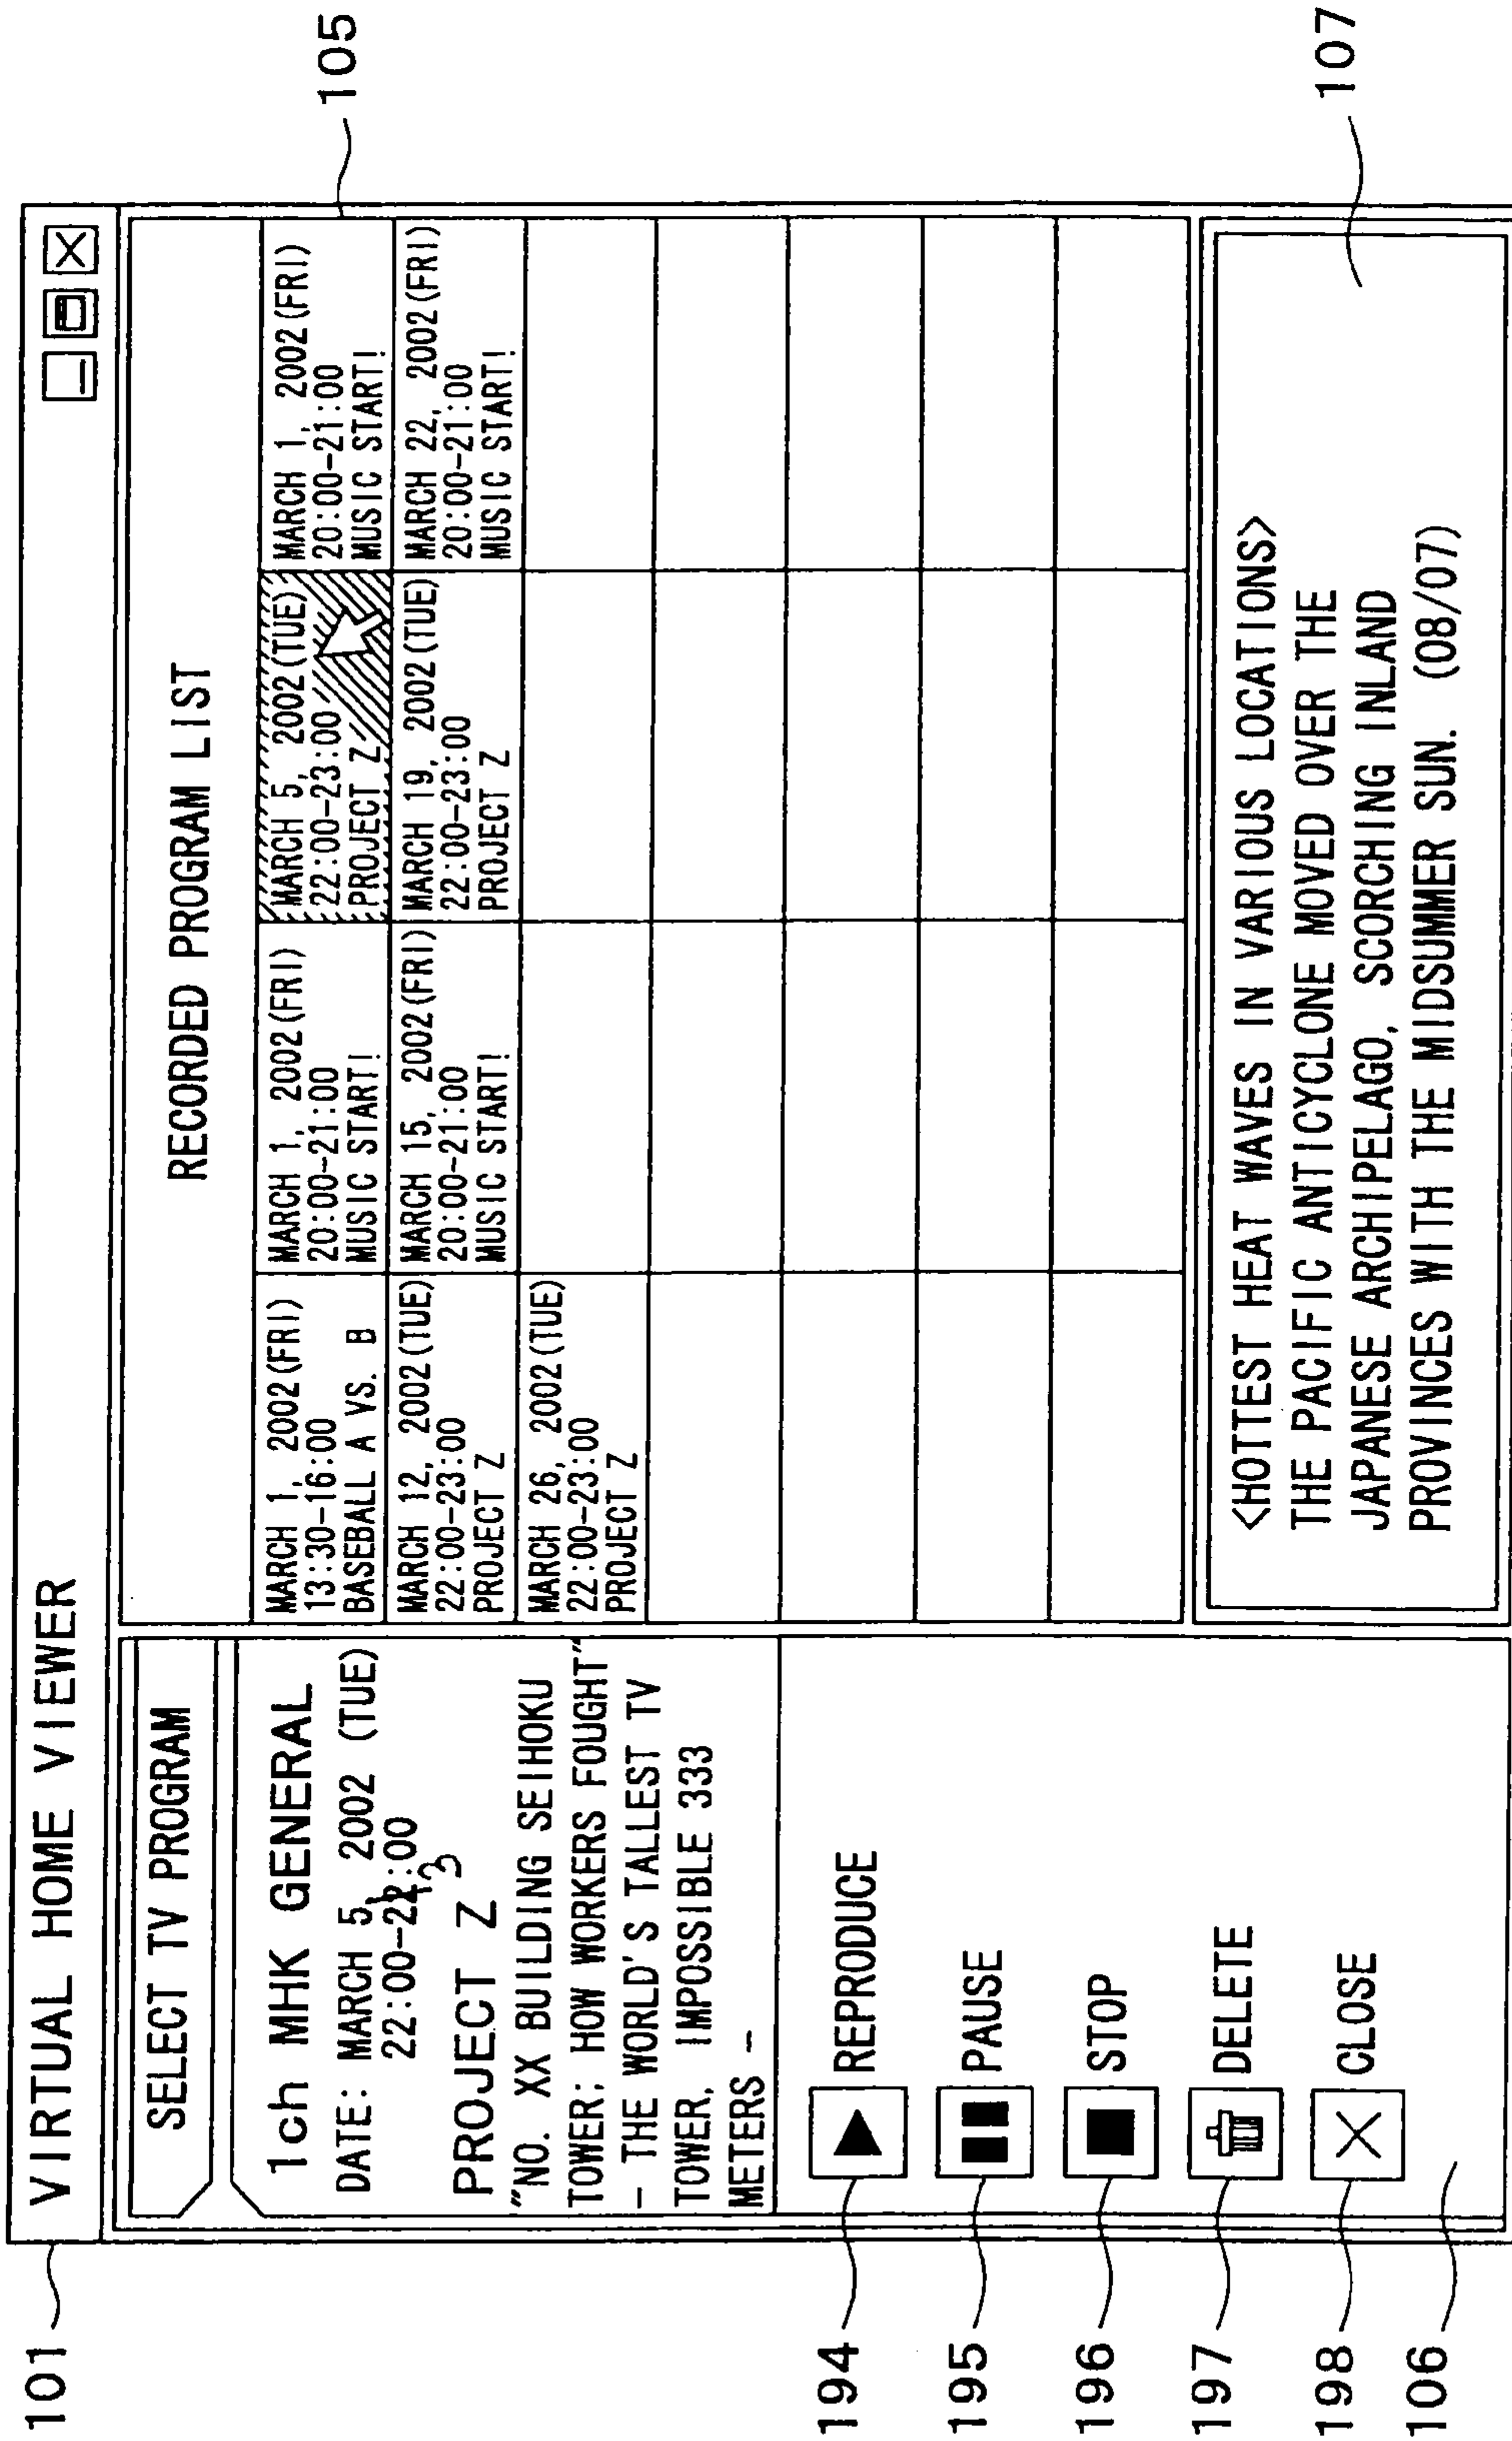 101
VIRTUAL HOME VIEWER
SELECT TV PROGRAM
1ch MHK GENERAL
DATE: MARCH 5, 2002 (TUE)
22:00-22:00
13
PROJECT Z
"NO. XX BUILDING SEIHOKU
TOWER: HOW WORKERS FOUGHT"
- THE WORLD'S TALLEST TV
TOWER, IMPOSSIBLE 333
METERS -
194
REPRODUCE
195
PAUSE
196
STOP
197
DELETE
198
CLOSE
106
RECORDED PROGRAM LIST
105
MARCH 1, 2002(FRI)
13:30-16:00
BASEBALL A VS. B
MARCH 1, 2002(FRI)
20:00-21:00
MUSIC START!
MARCH 5, 2002(TUE)
22:00-23:00
PROJECT Z
MARCH 1, 2002(FRI)
20:00-21:00
MUSIC START!
MARCH 12, 2002(TUE)
22:00-23:00
PROJECT Z
MARCH 15, 2002(FRI)
20:00-21:00
MUSIC START!
MARCH 19, 2002(TUE)
22:00-23:00
PROJECT Z
MARCH 22, 2002(FRI)
20:00-21:00
MUSIC START!
MARCH 26, 2002(TUE)
22:00-23:00
PROJECT Z
<HOTTEST HEAT WAVES IN VARIOUS LOCATIONS>
THE PACIFIC ANTICYCLONE MOVED OVER THE
JAPANESE ARCHIPELAGO, SCORCHING INLAND
PROVINCES WITH THE MIDSUMMER SUN. (08/07)
107